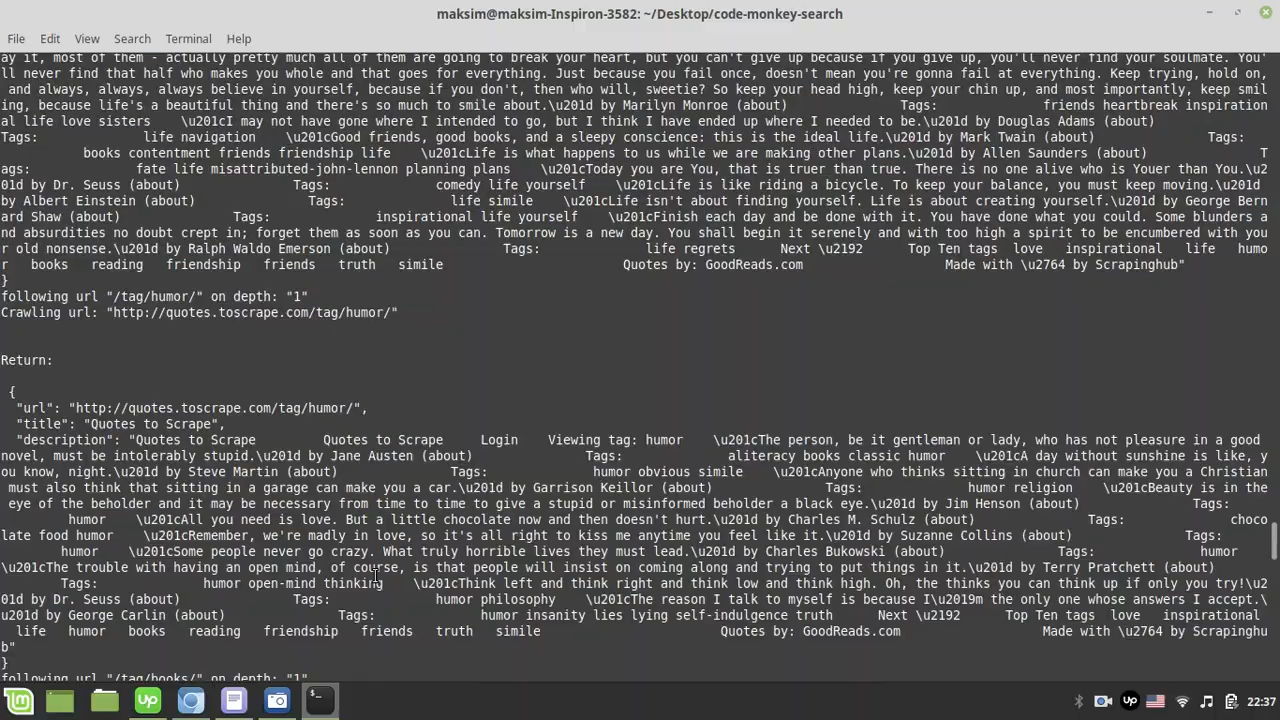 maksim@maksim-Inspiron-3582: ~/Desktop/code-monkey-search
File Edit View Search Terminal Help
ay it, most of them - actually pretty much all of them are going to break your heart, but you can't give up because if you give up, you'll never find your soulmate. You'
ll never find that half who makes you whole and that goes for everything. Just because you fail once, doesn't mean you're gonna fail at everything. Keep trying, hold on,
 and always, always, always believe in yourself, because if you don't, then who will, sweetie? So keep your head high, keep your chin up, and most importantly, keep smil
ing, because life's a beautiful thing and there's so much to smile about.\u201d by Marilyn Monroe (about) Tags: friends heartbreak inspiration
al life love sisters \u201cI may not have gone where I intended to go, but I think I have ended up where I needed to be.\u201d by Douglas Adams (about)
Tags: life navigation \u201cGood friends, good books, and a sleepy conscience: this is the ideal life.\u201d by Mark Twain (about) Tags:
books contentment friends friendship life \u201cLife is what happens to us while we are making other plans.\u201d by Allen Saunders (about) T
ags: fate life misattributed-john-lennon planning plans \u201cToday you are You, that is truer than true. There is no one alive who is Youer than You.\u2
01d by Dr. Seuss (about) Tags: comedy life yourself \u201cLife is like riding a bicycle. To keep your balance, you must keep moving.\u201d
by Albert Einstein (about) Tags: life simile \u201cLife isn't about finding yourself. Life is about creating yourself.\u201d by George Bern
ard Shaw (about) Tags: inspirational life yourself \u201cFinish each day and be done with it. You have done what you could. Some blunders a
nd absurdities no doubt crept in; forget them as soon as you can. Tomorrow is a new day. You shall begin it serenely and with too high a spirit to be encumbered with you
r old nonsense.\u201d by Ralph Waldo Emerson (about) Tags: life regrets Next \u2192 Top Ten tags love inspirational life humo
r books reading friendship friends truth simile Quotes by: GoodReads.com Made with \u2764 by Scrapinghub"
}
following url "/tag/humor/" on depth: "1"
Crawling url: "http://quotes.toscrape.com/tag/humor/"
Return:
{
"url": "http://quotes.toscrape.com/tag/humor/",
"title": "Quotes to Scrape",
"description": "Quotes to Scrape Quotes to Scrape Login Viewing tag: humor \u201cThe person, be it gentleman or lady, who has not pleasure in a good
novel, must be intolerably stupid.\u201d by Jane Austen (about) Tags: aliteracy books classic humor \u201cA day without sunshine is like, y
ou know, night.\u201d by Steve Martin (about) Tags: humor obvious simile \u201cAnyone who thinks sitting in church can make you a Christian
 must also think that sitting in a garage can make you a car.\u201d by Garrison Keillor (about) Tags: humor religion \u201cBeauty is in the
 eye of the beholder and it may be necessary from time to time to give a stupid or misinformed beholder a black eye.\u201d by Jim Henson (about) Tags:
humor \u201cAll you need is love. But a little chocolate now and then doesn't hurt.\u201d by Charles M. Schulz (about) Tags: choco
late food humor \u201cRemember, we're madly in love, so it's all right to kiss me anytime you feel like it.\u201d by Suzanne Collins (about) Tags:
humor \u201cSome people never go crazy. What truly horrible lives they must lead.\u201d by Charles Bukowski (about) Tags: humor
\u201cThe trouble with having an open mind, of course, is that people will insist on coming along and trying to put things in it.\u201d by Terry Pratchett (about)
Tags: humor open-mind thinking \u201cThink left and think right and think low and think high. Oh, the thinks you can think up if only you try!\u2
01d by Dr. Seuss (about) Tags: humor philosophy \u201cThe reason I talk to myself is because I\u2019m the only one whose answers I accept.\
u201d by George Carlin (about) Tags: humor insanity lies lying self-indulgence truth Next \u2192 Top Ten tags love inspirational
life humor books reading friendship friends truth simile Quotes by: GoodReads.com Made with \u2764 by Scrapinghu
b"
}
following url "/tag/books/" on depth: "1"
Up
Up
22:37